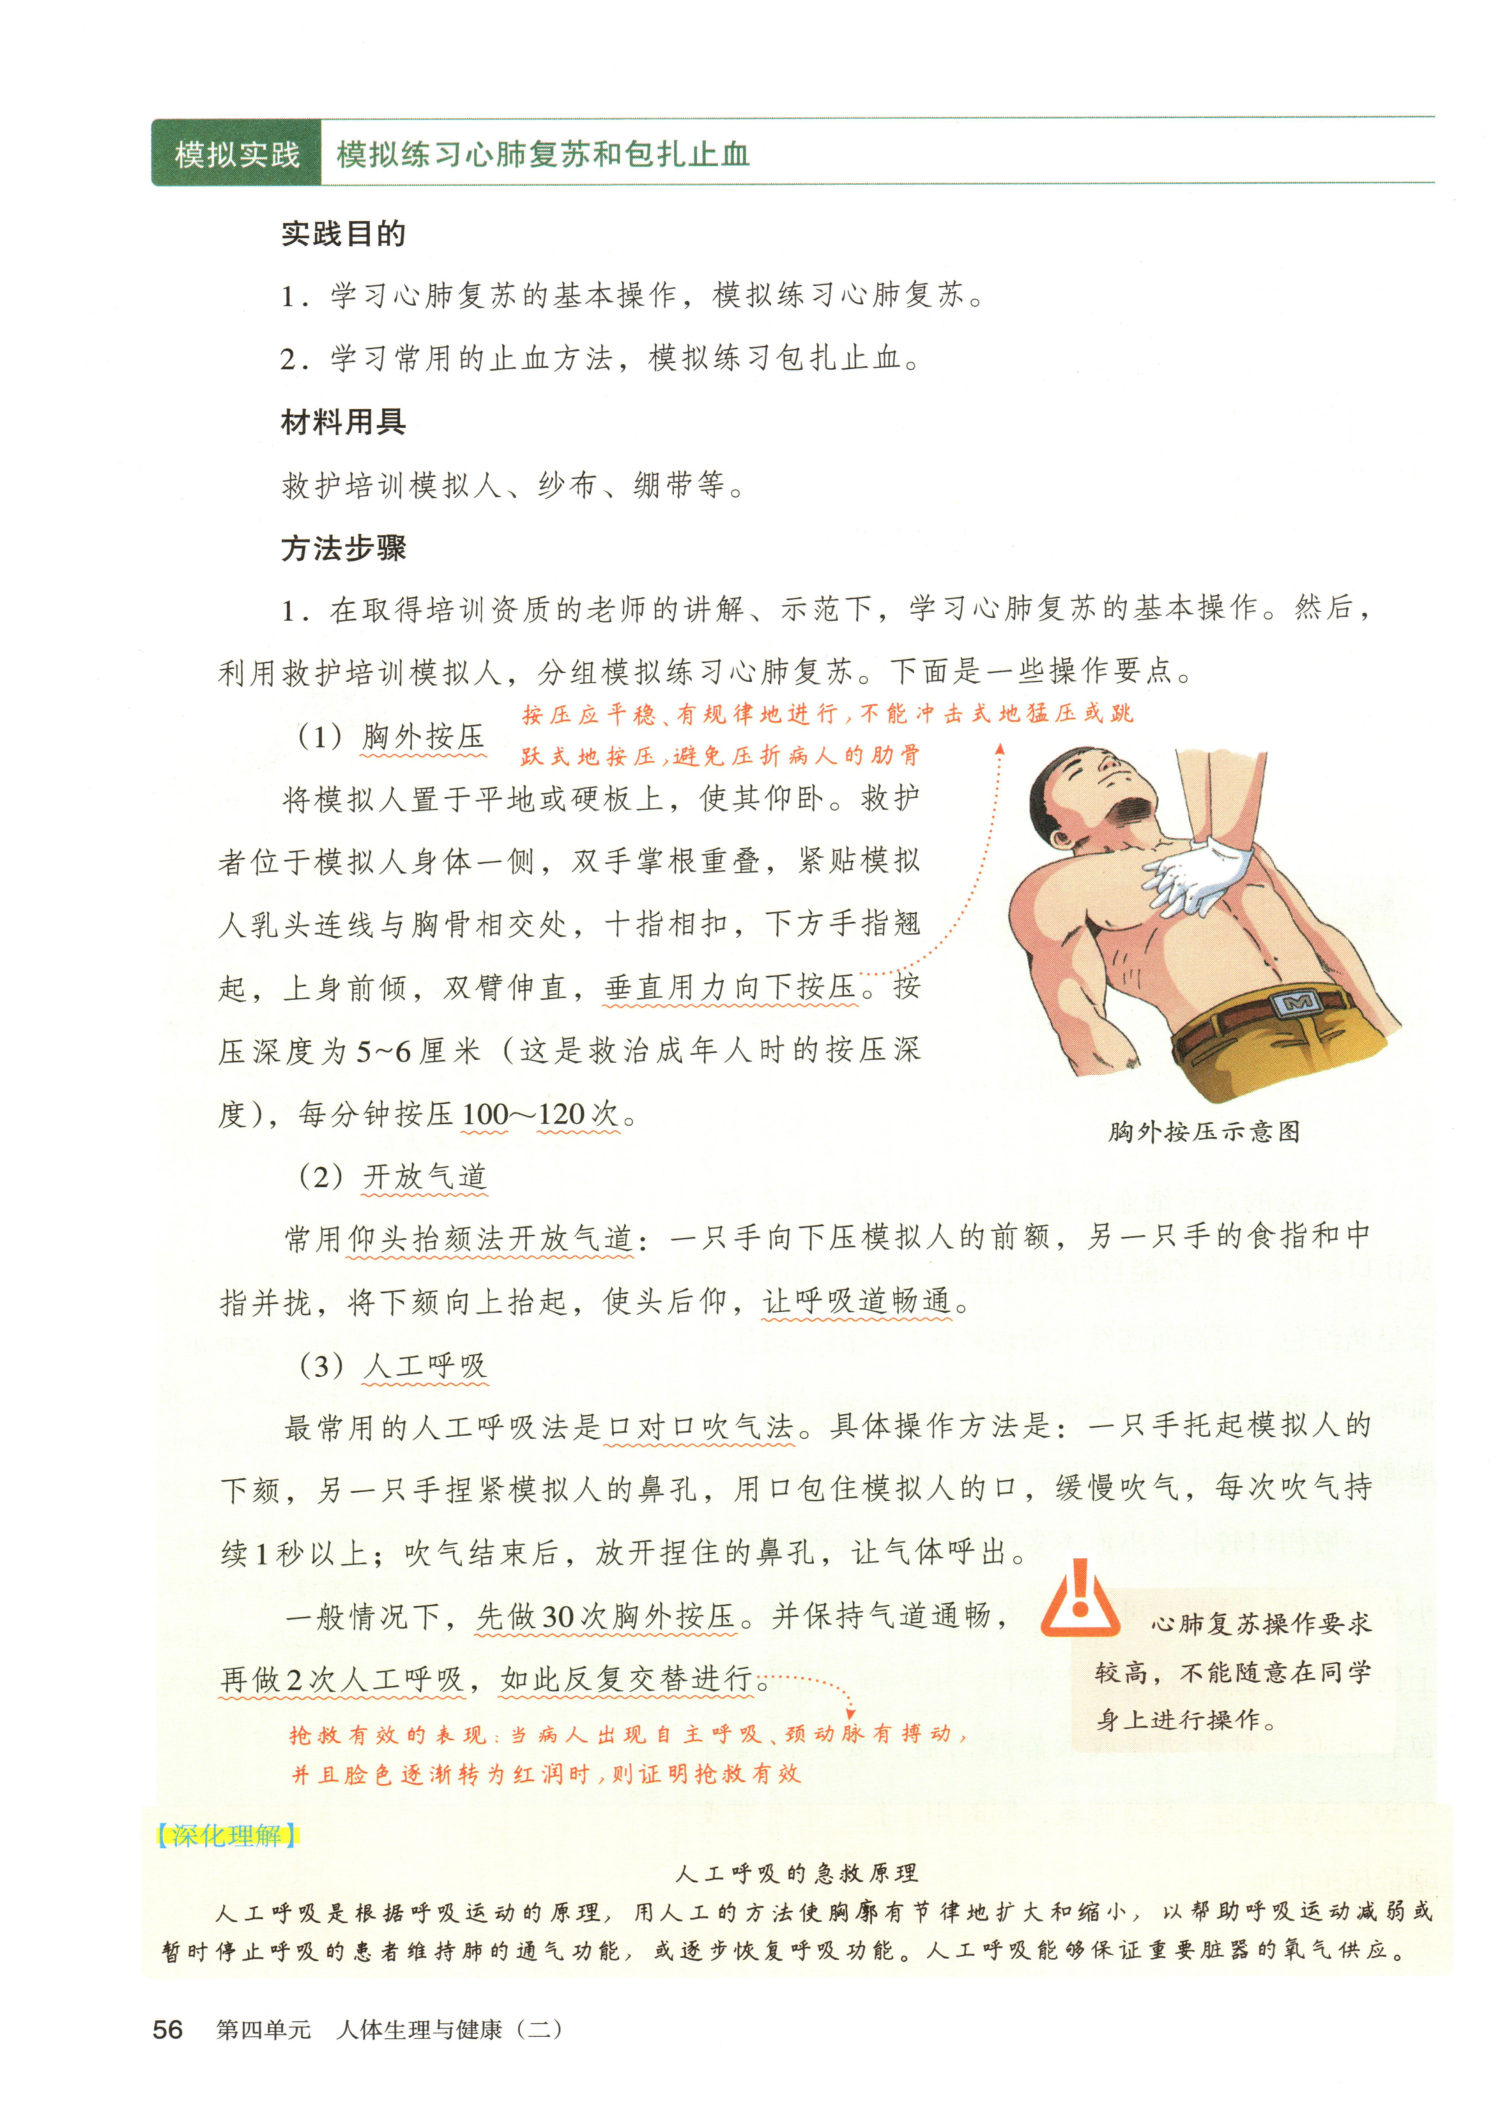 模拟实践 模拟练习心肺复苏和包扎止血
实践目的
1. 学习心肺复苏的基本操作，模拟练习心肺复苏。
2. 学习常用的止血方法，模拟练习包扎止血。
材料用具
救护培训模拟人、纱布、绷带等。
方法步骤
1. 在取得培训资质的老师的讲解、示范下，学习心肺复苏的基本操作。然后，
利用救护培训模拟人，分组模拟练习心肺复苏。下面是一些操作要点。
按压应平稳、有规律地进行，不能冲击式地猛压或跳
（1）胸外按压
跃式地按压，避免压折病人的肋骨
将模拟人置于平地或硬板上，使其仰卧。救护
者位于模拟人身体一侧，双手掌根重叠，紧贴模拟
人乳头连线与胸骨相交处，十指相扣，下方手指翘
起，上身前倾，双臂伸直，垂直用力向下按压。按
压深度为5~6厘米（这是救治成年人时的按压深
度），每分钟按压100～120次。
M
胸外按压示意图
（2）开放气道
常用仰头抬颏法开放气道：一只手向下压模拟人的前额，另一只手的食指和中
指并拢，将下颏向上抬起，使头后仰，让呼吸道畅通。
（3）人工呼吸
最常用的人工呼吸法是口对口吹气法。具体操作方法是：一只手托起模拟人的
下颏，另一只手捏紧模拟人的鼻孔，用口包住模拟人的口，缓慢吹气，每次吹气持
续1秒以上；吹气结束后，放开捏住的鼻孔，让气体呼出。
一般情况下，先做30次胸外按压。并保持气道通畅，
再做2次人工呼吸，如此反复交替进行。
心肺复苏操作要求
较高，不能随意在同学
身上进行操作。
抢救有效的表现：当病人出现自主呼吸、颈动脉有搏动，
并且脸色逐渐转为红润时，则证明抢救有效
【深化理解】
人工呼吸的急救原理
人工呼吸是根据呼吸运动的原理，用人工的方法使胸廓有节律地扩大和缩小，以帮助呼吸运动减弱或
暂时停止呼吸的患者维持肺的通气功能，或逐步恢复呼吸功能。人工呼吸能够保证重要脏器的氧气供应。
56 第四单元 人体生理与健康（二）